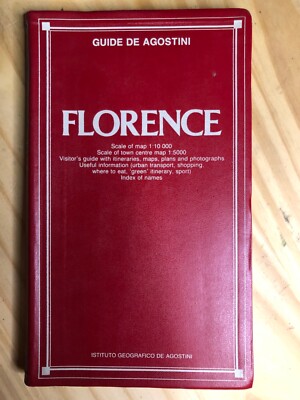 GUIDE DE AGOSTINI
FLORENCE
Scale of map 1:10 000
Scale of town centre map 1:5000
Visitor's guide with itineraries, maps, plans and photographs
Useful information (urban transport, shopping,
where to eat, 'green' itinerary, sport)
Index of names
ISTITUTO GEOGRAFICO DE AGOSTINI